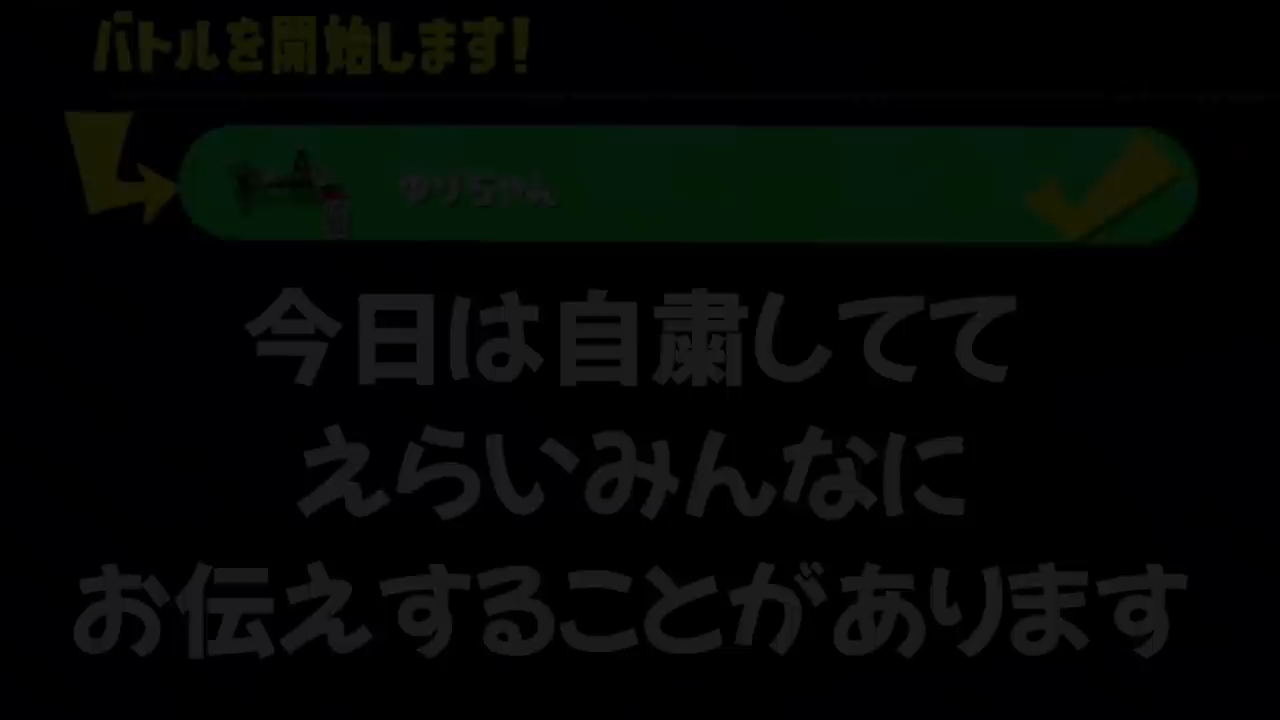 バトルを開始します!
ゆりちゃん
今日は自粛してて
えらいみんなに
お伝えすることがあります